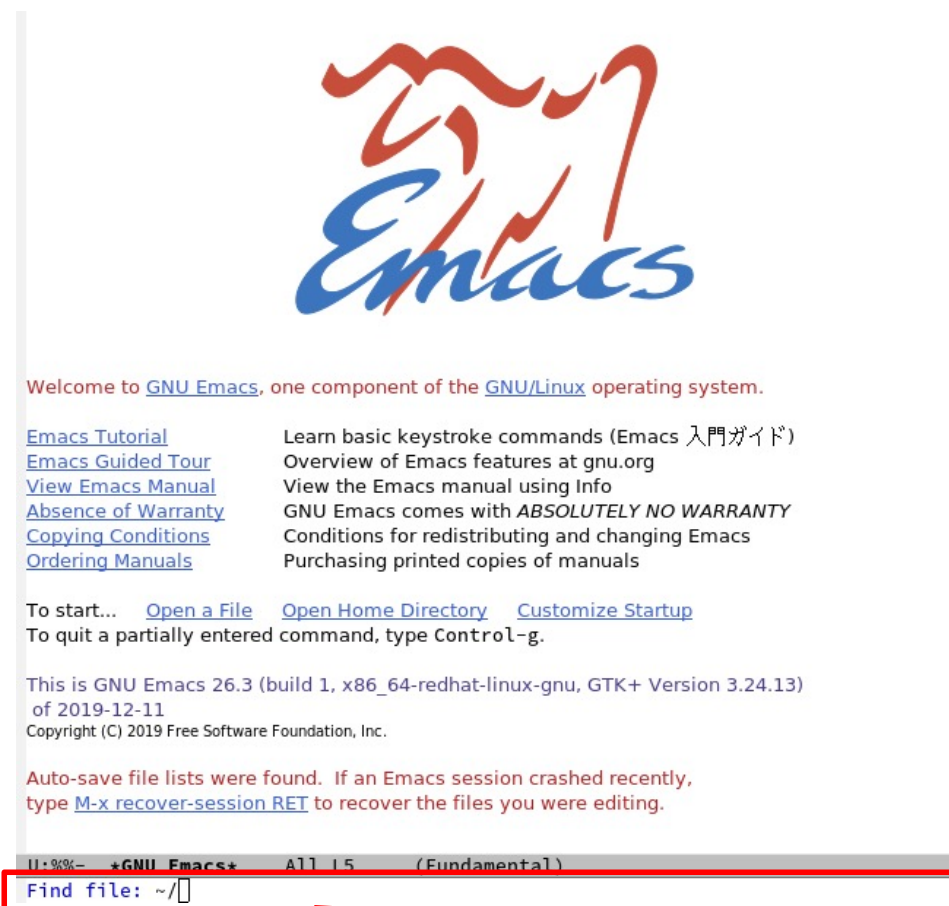 Emacs
Welcome to GNU Emacs, one component of the GNU/Linux operating system.
Emacs Tutorial Learn basic keystroke commands (Emacs 入門ガイド)
Emacs Guided Tour Overview of Emacs features at gnu.org
View Emacs Manual View the Emacs manual using Info
Absence of Warranty GNU Emacs comes with ABSOLUTELY NO WARRANTY
Copying Conditions Conditions for redistributing and changing Emacs
Ordering Manuals Purchasing printed copies of manuals
To start... Open a File Open Home Directory Customize Startup
To quit a partially entered command, type Control-g.
This is GNU Emacs 26.3 (build 1, x86_64-redhat-linux-gnu, GTK+ Version 3.24.13)
of 2019-12-11
Copyright (C) 2019 Free Software Foundation, Inc.
Auto-save file lists were found. If an Emacs session crashed recently,
type M-x recover-session RET to recover the files you were editing.
U:%%- *GNU Emacs* All L5 (Fundamental)
Find file: ~/